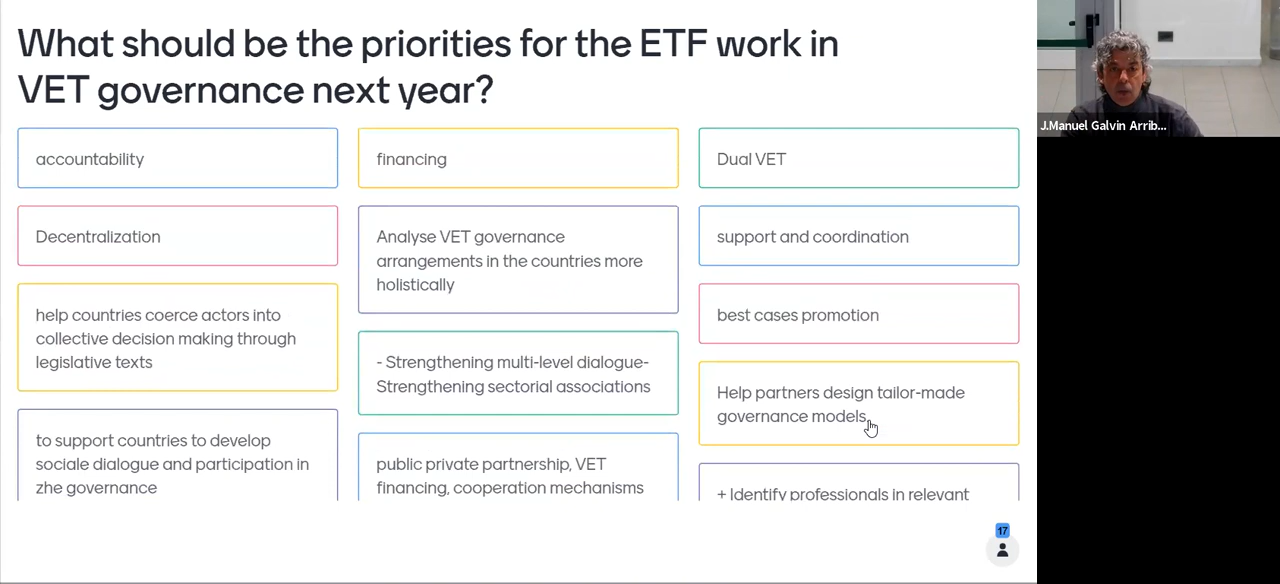 What should be the priorities for the ETF work in
VET governance next year?
accountability
Decentralization
help countries coerce actors into
collective decision making through
legislative texts
to support countries to develop
sociale dialogue and participation in
zhe governance
financing
Analyse VET governance
arrangements in the countries more
holistically
- Strengthening multi-level dialogue-
Strengthening sectorial associations
public private partnership, VET
financing, cooperation mechanisms
Dual VET
support and coordination
best cases promotion
Help partners design tailor-made
governance models
+ Identify professionals in relevant
17
J.Manuel Galvin Arrib...